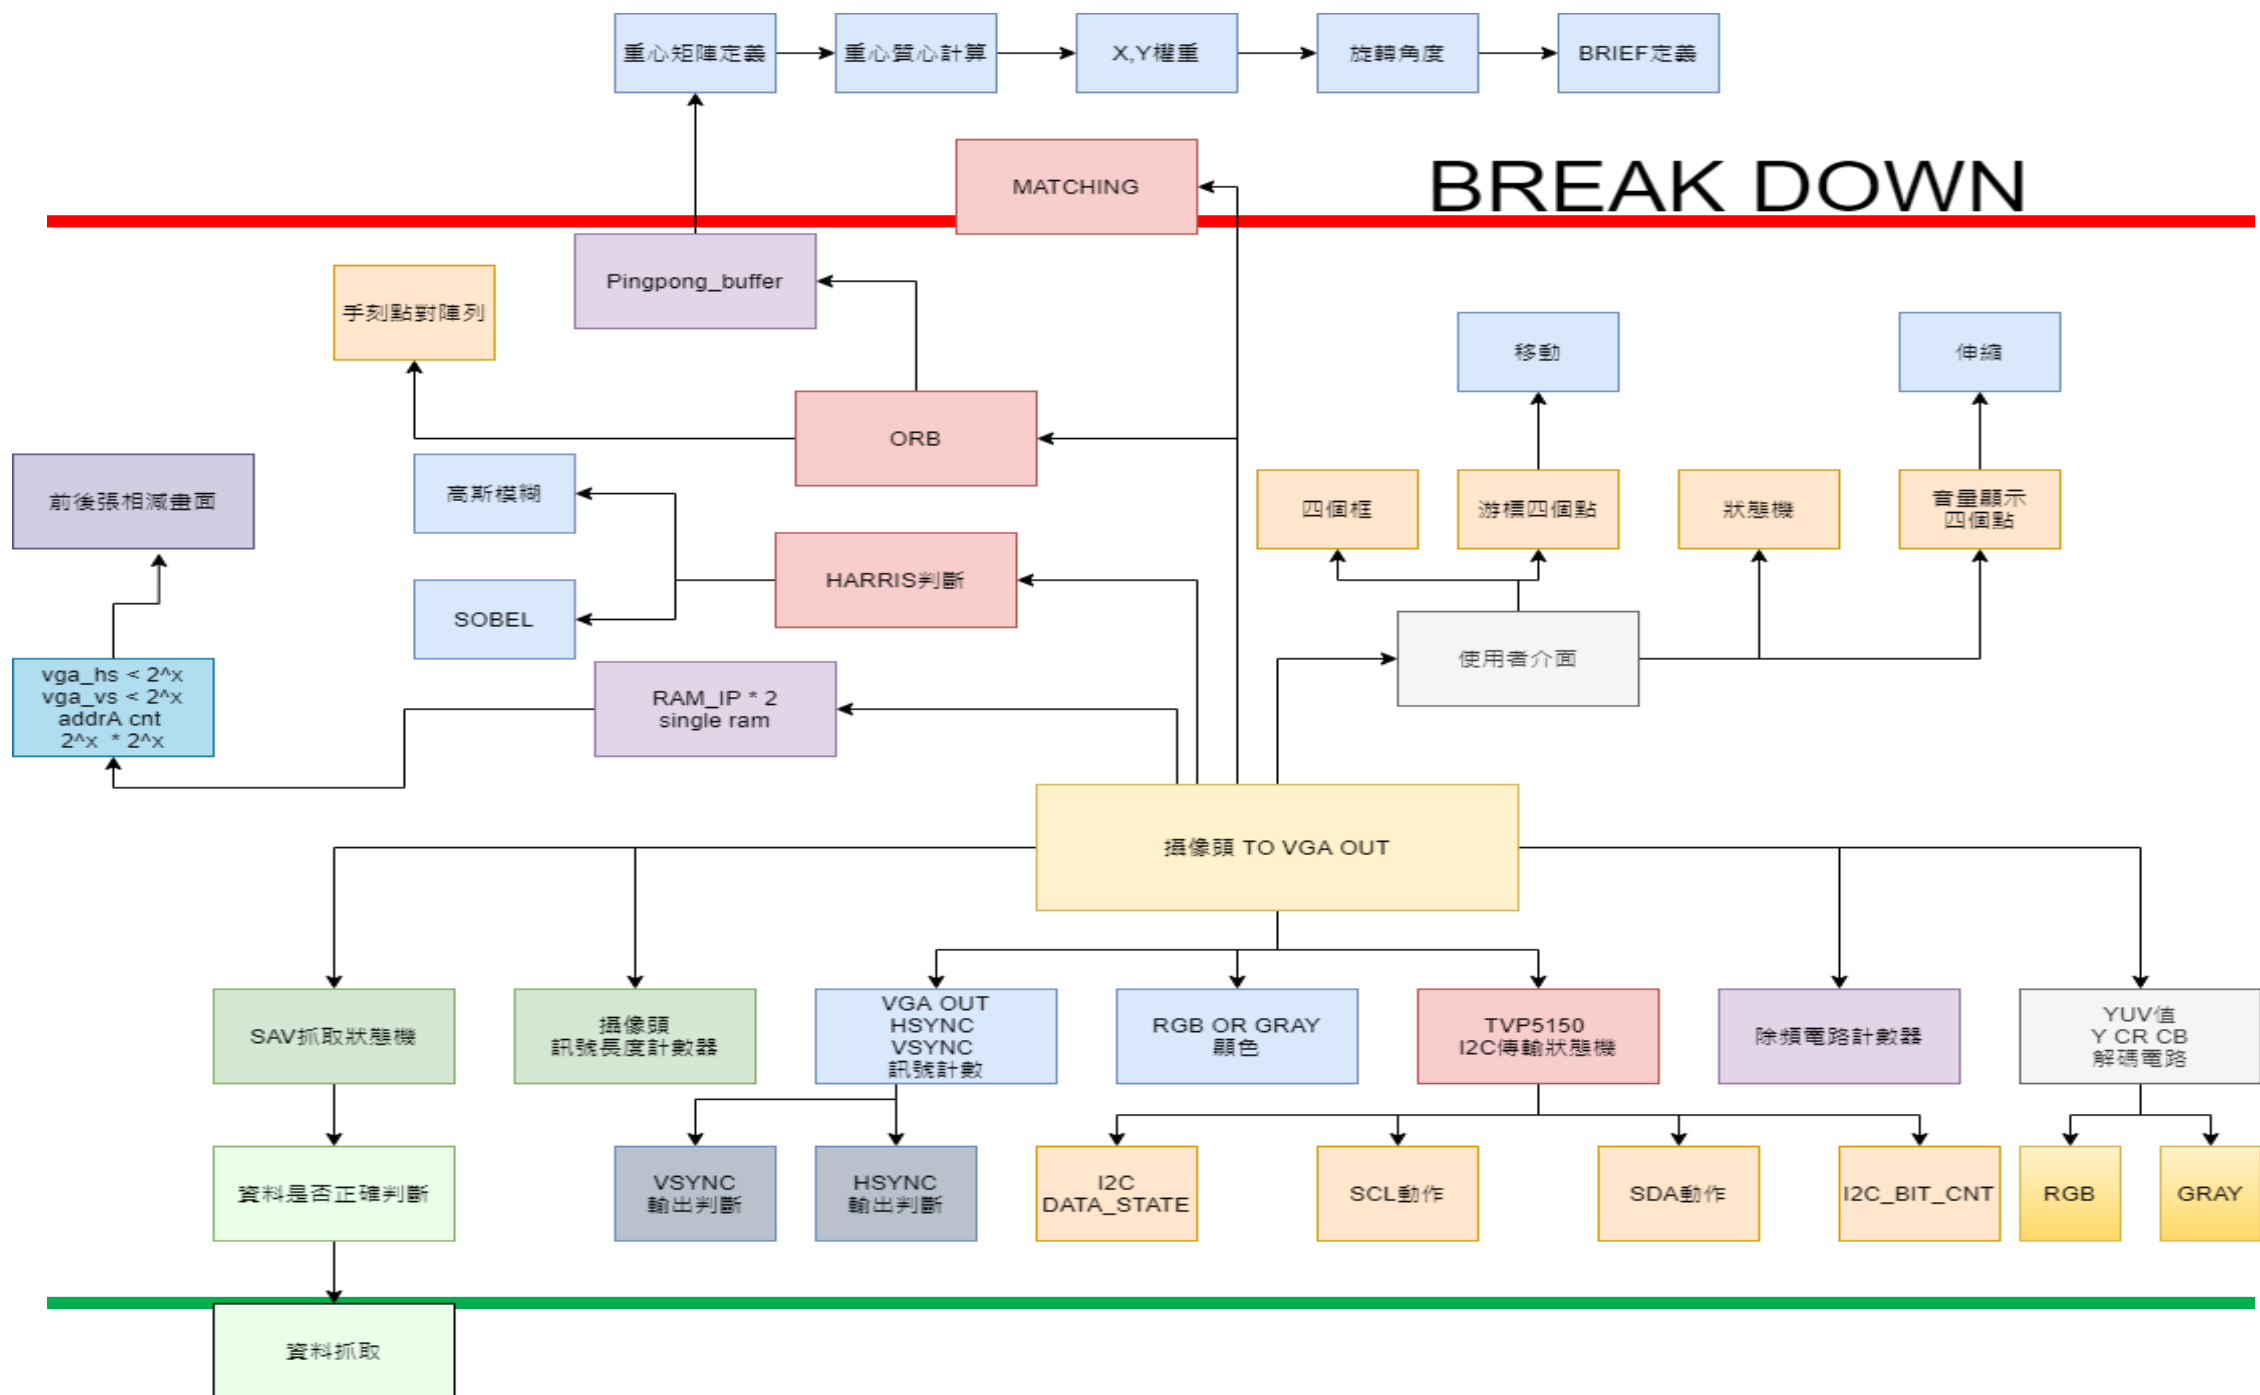 重心矩陣定義
重心質心計算
X,Y權重
旋轉角度
BRIEF定義
MATCHING
BREAK DOWN
Pingpong_buffer
手刻點對陣列
移動
伸縮
ORB
前後張相減畫面
高斯模糊
四個框
游標四個點
狀態機
音量顯示
四個點
HARRIS判斷
SOBEL
使用者介面
vga_hs < 2^x
vga_vs < 2^x
addrA cnt
2^x * 2^x
RAM_IP * 2
single ram
攝像頭 TO VGA OUT
SAV抓取狀態機
攝像頭
訊號長度計數器
VGA OUT
HSYNC
VSYNC
訊號計數
RGB OR GRAY
顯色
TVP5150
I2C傳輸狀態機
除頻電路計數器
YUV值
Y CR CB
解碼電路
資料是否正確判斷
VSYNC
輸出判斷
HSYNC
輸出判斷
I2C
DATA_STATE
SCL動作
SDA動作
I2C_BIT_CNT
RGB
GRAY
資料抓取